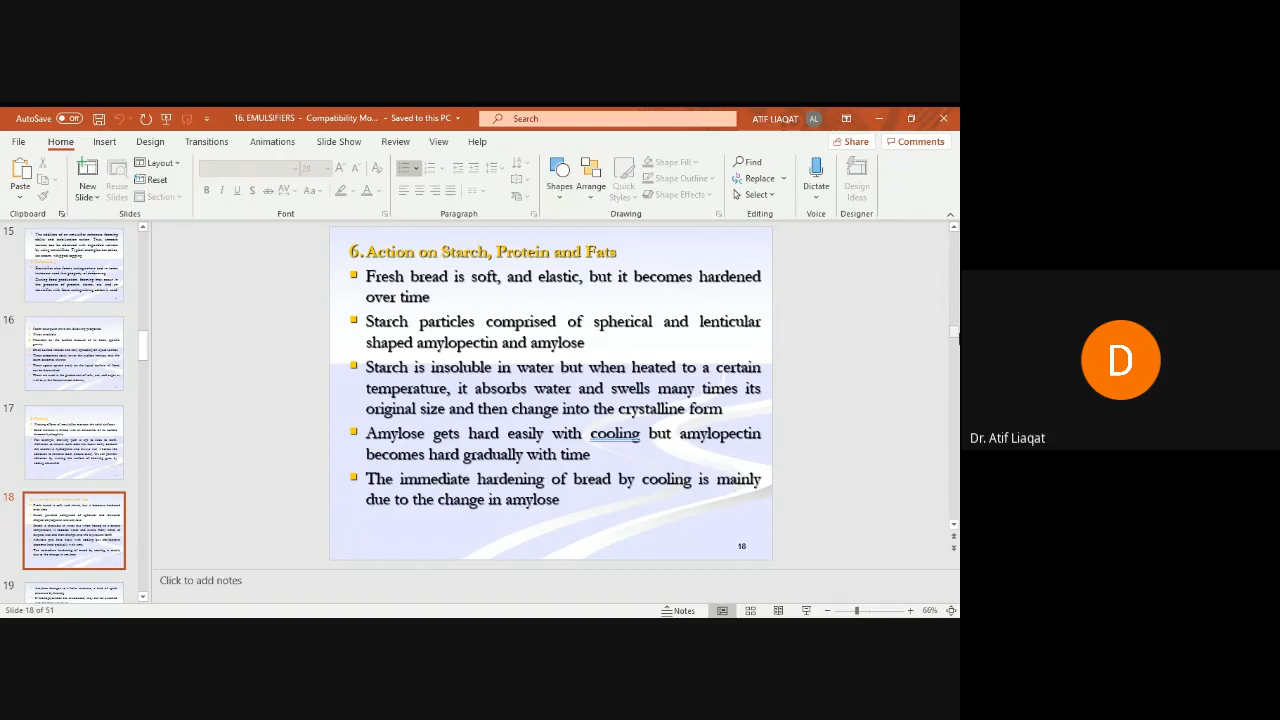 AutoSave Off
16. EMULSIFIERS – Compatibility Mo... – Saved to this PC
Search
ATIF LIAQAT AL
File Home Insert Design Transitions Animations Slide Show Review View Help
Share Comments
Paste
New Slide
Reuse Slides
Layout
Reset
Section
28
B I U S ab AV Aa A
Shapes Arrange Quick Styles
Shape Fill
Shape Outline
Shape Effects
Find
Replace
Select
Dictate
Design Ideas
Clipboard Slides Font Paragraph Drawing Editing Voice Designer
15
16
17
18
19
6. Action on Starch, Protein and Fats
Fresh bread is soft, and elastic, but it becomes hardened
over time
Starch particles comprised of spherical and lenticular
shaped amylopectin and amylose
Starch is insoluble in water but when heated to a certain
temperature, it absorbs water and swells many times its
original size and then change into the crystalline form
Amylose gets hard easily with cooling but amylopectin
becomes hard gradually with time
The immediate hardening of bread by cooling is mainly
due to the change in amylose
18
Click to add notes
Slide 18 of 51
Notes
66%
D
Dr. Atif Liaqat